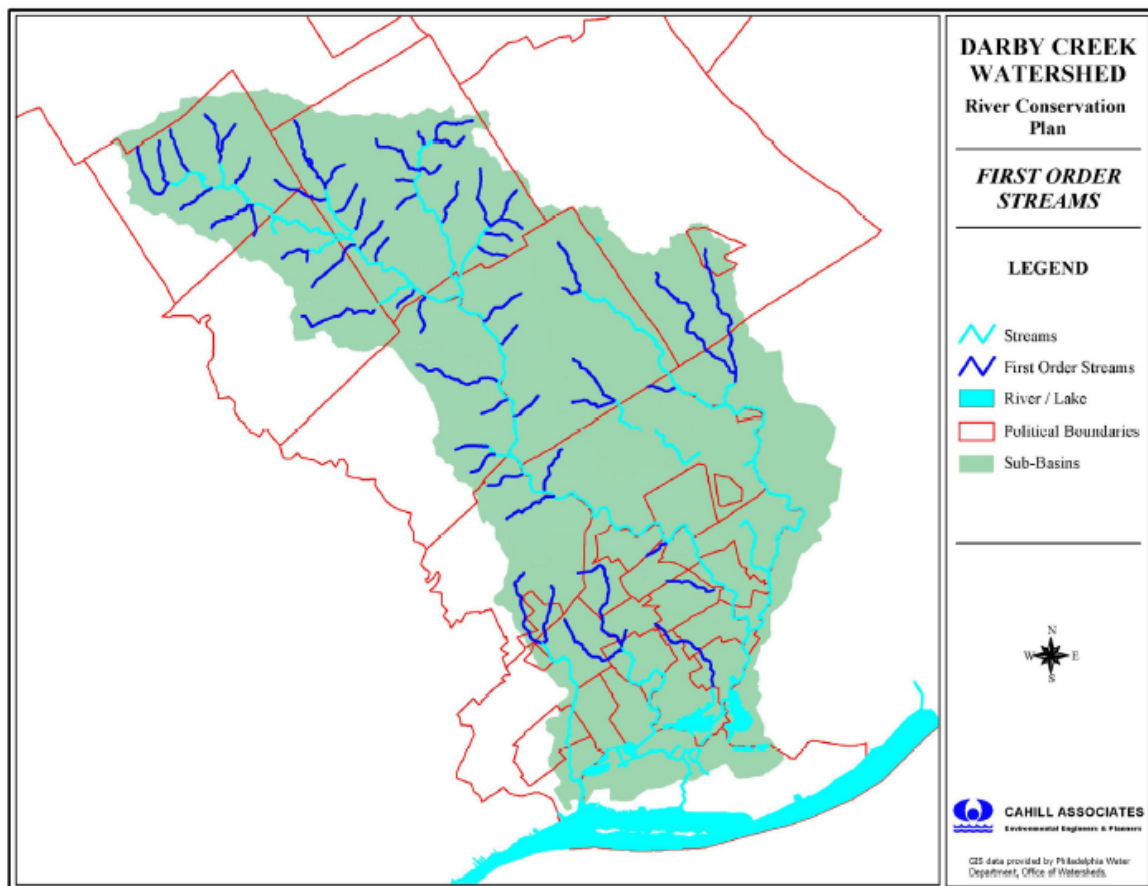 DARBY CREEK
WATERSHED
River Conservation
Plan
FIRST ORDER
STREAMS
LEGEND
Streams
First Order Streams
River / Lake
Political Boundaries
Sub-Basins
N
W E
S
CAHILL ASSOCIATES
Environmental Engineers & Planners
GIS data provided by Philadelphia Water
Department, Office of Watersheds.